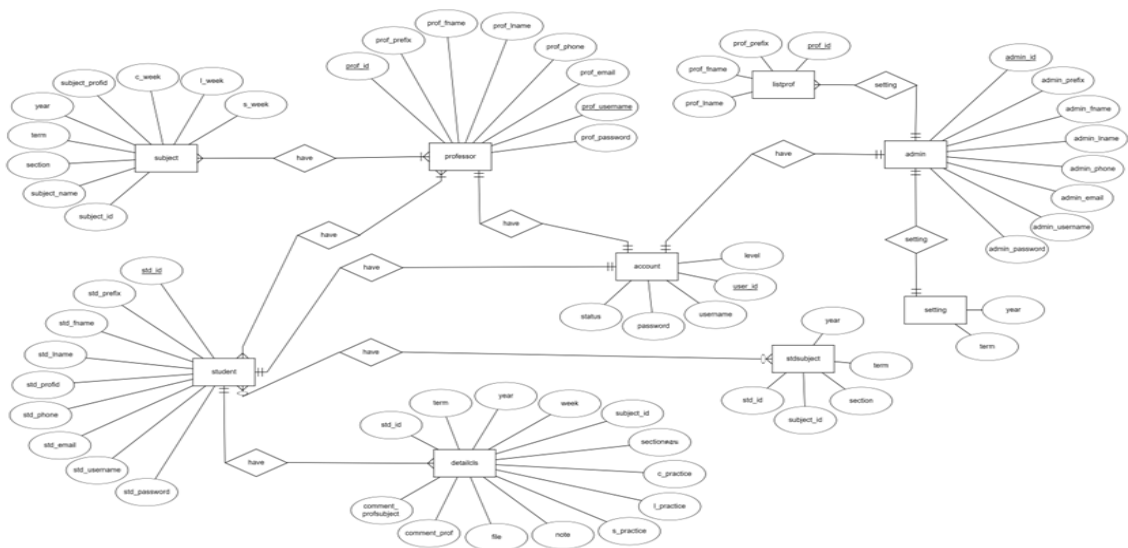 prof_fname
prof_lname
prof_prefix
prof_phone
prof_id
prof_email
prof_username
prof_password
professor
subject_profid
c_week
l_week
s_week
year
term
section
subject_name
subject_id
subject
have
prof_prefix
prof_id
prof_fname
prof_lname
listprof
setting
admin_id
admin_prefix
admin_fname
admin_lname
admin_phone
admin_email
admin_username
admin_password
admin
have
setting
setting
year
term
have
have
have
account
level
user_id
username
password
status
std_id
std_prefix
std_fname
std_lname
std_profid
std_phone
std_email
std_username
std_password
student
have
stdsubject
year
term
section
subject_id
std_id
have
detailcls
std_id
term
year
week
subject_id
c_practice
l_practice
s_practice
note
file
comment_prof
comment_
profsubject